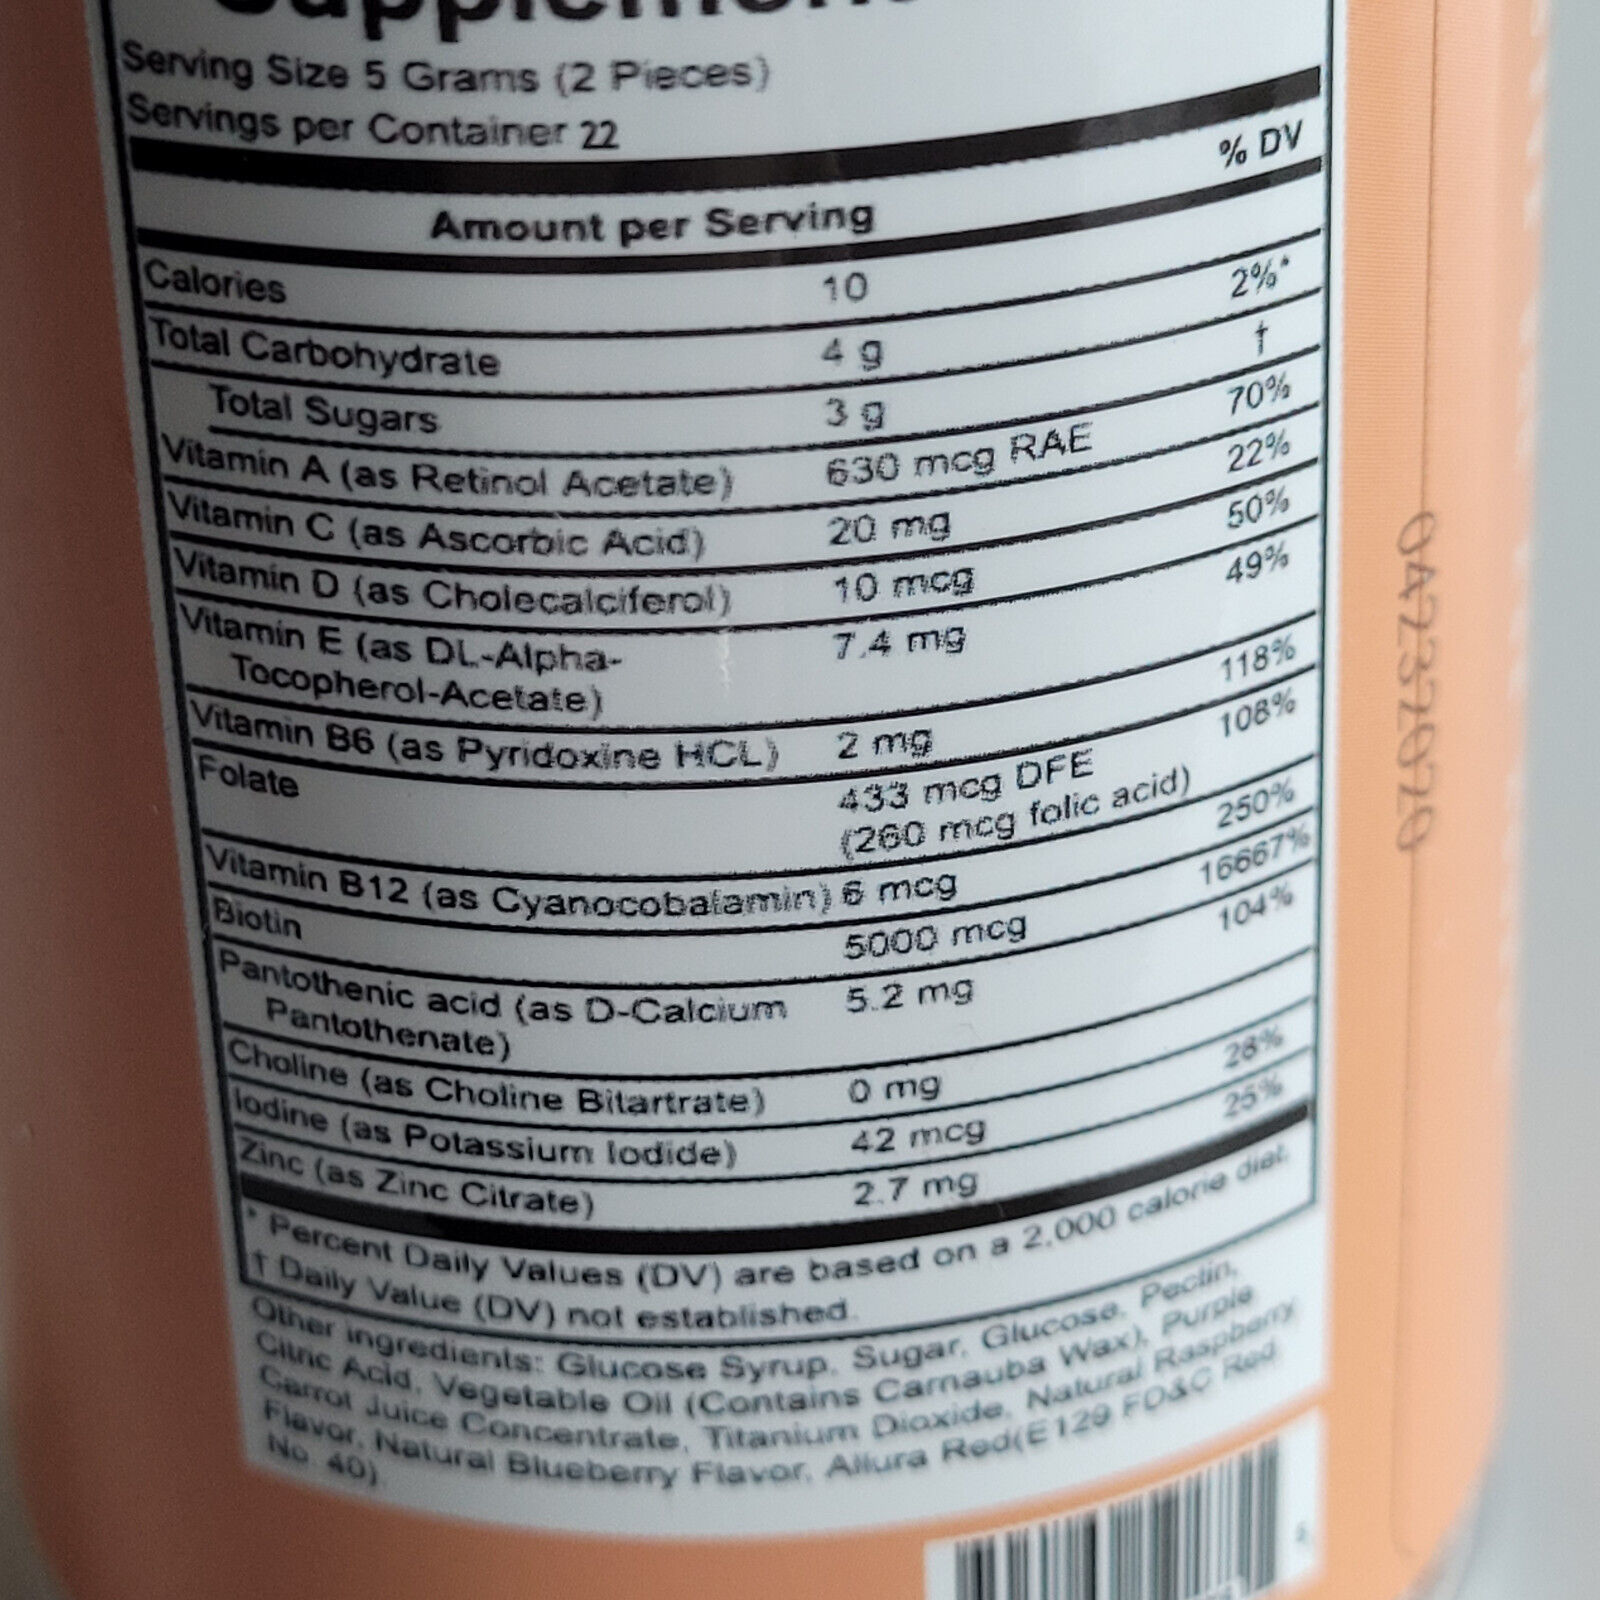 Serving Size 5 Grams (2 Pieces)
Servings per Container 22
% DV
Amount per Serving
Calories 10
Total Carbohydrate 4 g 2%*
Total Sugars 3 g †
Vitamin A (as Retinol Acetate) 630 mcg RAE 70%
Vitamin C (as Ascorbic Acid) 20 mg 22%
Vitamin D (as Cholecalciferol) 10 mcg 50%
Vitamin E (as DL-Alpha- 7.4 mg 49%
Tocopherol-Acetate)
Vitamin B6 (as Pyridoxine HCL) 2 mg 118%
Folate 433 mcg DFE 108%
(260 mcg folic acid)
Vitamin B12 (as Cyanocobalamin) 6 mcg 250%
Biotin 5000 mcg 16667%
Pantothenic acid (as D-Calcium 5.2 mg 104%
Pantothenate)
Choline (as Choline Bitartrate) 0 mg
Iodine (as Potassium Iodide) 42 mcg 28%
Zinc (as Zinc Citrate) 2.7 mg 25%
* Percent Daily Values (DV) are based on a 2,000 calorie diet.
† Daily Value (DV) not established.
Other ingredients: Glucose Syrup, Sugar, Glucose, Pectin,
Citric Acid, Vegetable Oil (Contains Carnauba Wax), Purple
Carrot Juice Concentrate, Titanium Dioxide, Natural Raspberry
Flavor, Natural Blueberry Flavor, Allura Red(E129 FD&C Red
No. 40)